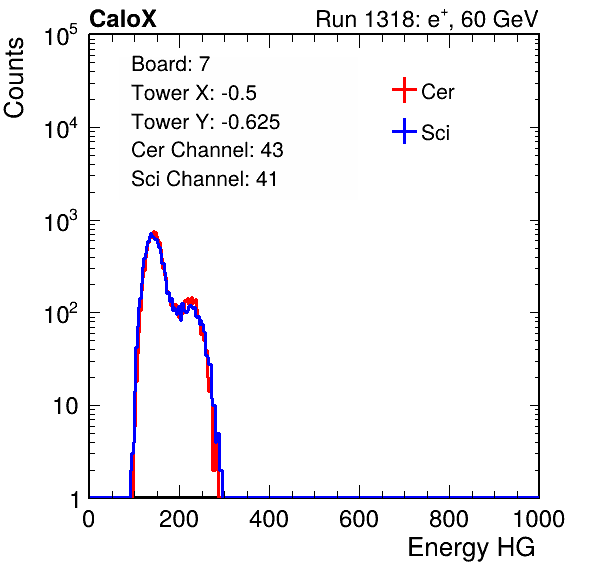 CaloX Run 1318: e⁺, 60 GeV
Counts
10⁵
10⁴
10³
10²
10
1
Board: 7
Tower X: -0.5
Tower Y: -0.625
Cer Channel: 43
Sci Channel: 41
Cer
Sci
0 200 400 600 800 1000
Energy HG